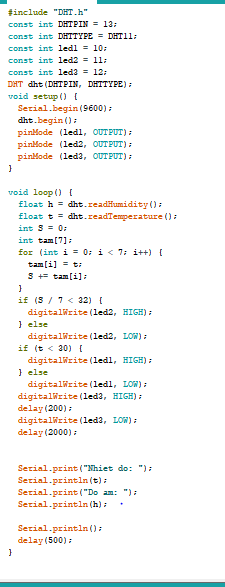 #include "DHT.h"
const int DHTPIN = 13;
const int DHTTYPE = DHT11;
const int led1 = 10;
const int led2 = 11;
const int led3 = 12;
DHT dht(DHTPIN, DHTTYPE);
void setup() {
  Serial.begin(9600);
  dht.begin();
  pinMode (led1, OUTPUT);
  pinMode (led2, OUTPUT);
  pinMode (led3, OUTPUT);
}
void loop() {
  float h = dht.readHumidity();
  float t = dht.readTemperature();
  int S = 0;
  int tam[7];
  for (int i = 0; i < 7; i++) {
    tam[i] = t;
    S += tam[i];
  }
  if (S / 7 < 32) {
    digitalWrite(led2, HIGH);
  } else
    digitalWrite(led2, LOW);
  if (t < 30) {
    digitalWrite(led1, HIGH);
  } else
    digitalWrite(led1, LOW);
  digitalWrite(led3, HIGH);
  delay(200);
  digitalWrite(led3, LOW);
  delay(2000);
  Serial.print("Nhiet do: ");
  Serial.println(t);
  Serial.print("Do am: ");
  Serial.println(h);
  Serial.println();
  delay(500);
}